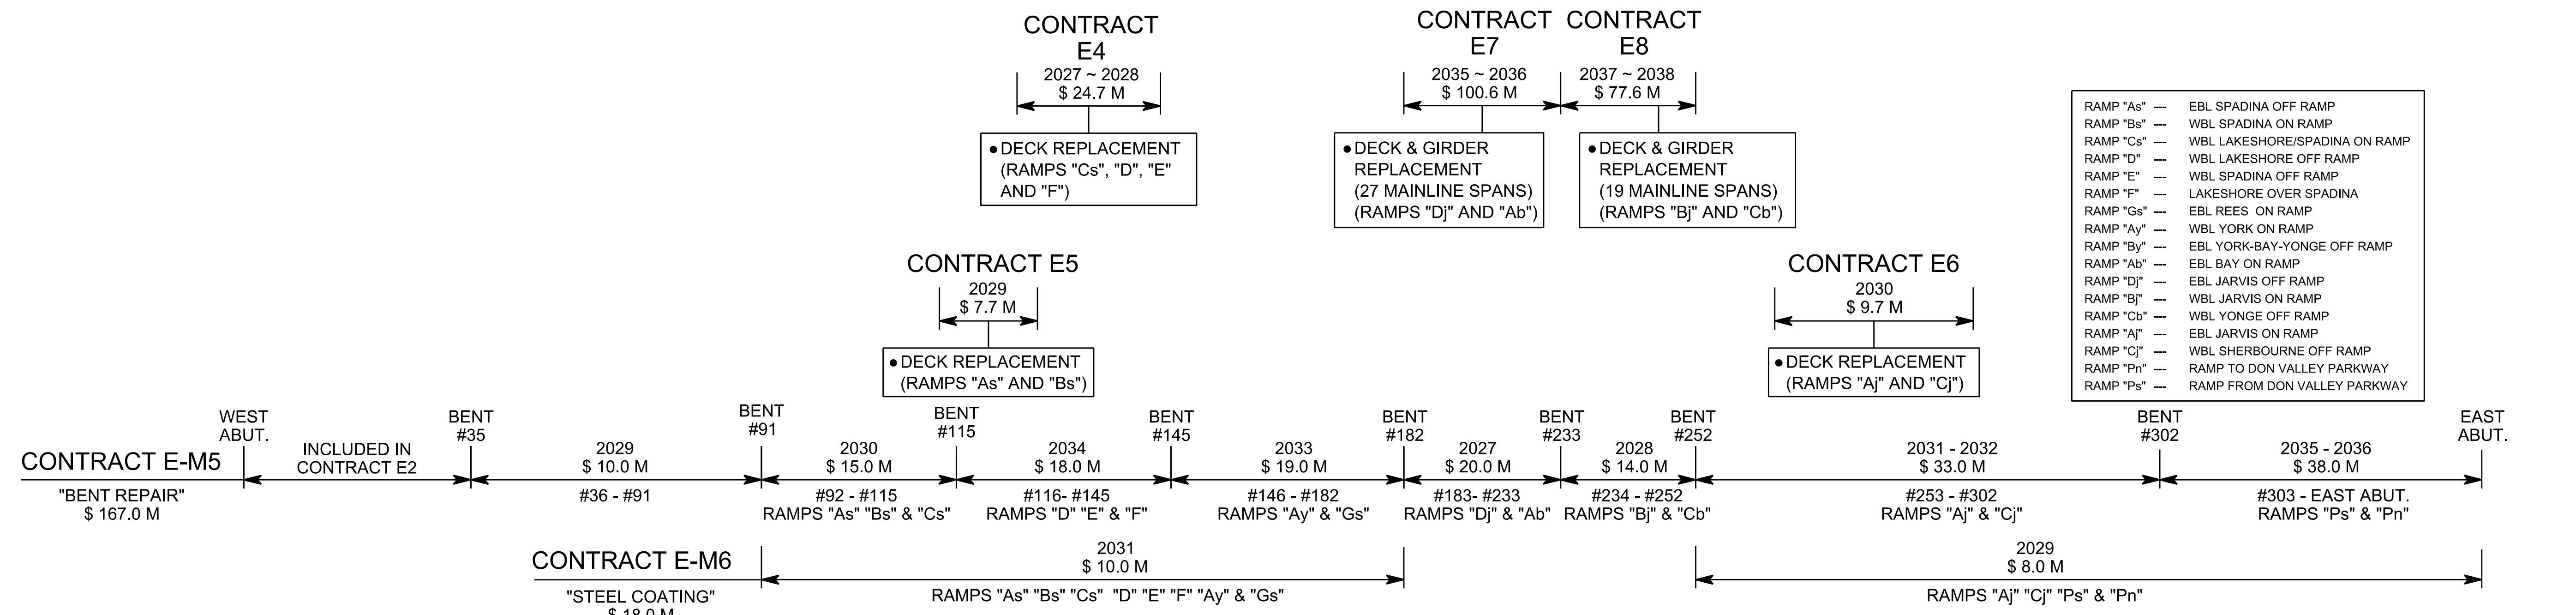 CONTRACT
E4
2027 ~ 2028
$ 24.7 M
● DECK REPLACEMENT
(RAMPS "Cs", "D", "E"
AND "F")
CONTRACT
E7
2035 ~ 2036
$ 100.6 M
● DECK & GIRDER
REPLACEMENT
(27 MAINLINE SPANS)
(RAMPS "Dj" AND "Ab")
CONTRACT
E8
2037 ~ 2038
$ 77.6 M
● DECK & GIRDER
REPLACEMENT
(19 MAINLINE SPANS)
(RAMPS "Bj" AND "Cb")
RAMP "As" --- EBL SPADINA OFF RAMP
RAMP "Bs" --- WBL SPADINA ON RAMP
RAMP "Cs" --- WBL LAKESHORE/SPADINA ON RAMP
RAMP "D" --- WBL LAKESHORE OFF RAMP
RAMP "E" --- WBL SPADINA OFF RAMP
RAMP "F" --- LAKESHORE OVER SPADINA
RAMP "Gs" --- EBL REES ON RAMP
RAMP "Ay" --- WBL YORK ON RAMP
RAMP "By" --- EBL YORK-BAY-YONGE OFF RAMP
RAMP "Ab" --- EBL BAY ON RAMP
RAMP "Dj" --- EBL JARVIS OFF RAMP
RAMP "Bj" --- WBL JARVIS ON RAMP
RAMP "Cb" --- WBL YONGE OFF RAMP
RAMP "Aj" --- EBL JARVIS ON RAMP
RAMP "Cj" --- WBL SHERBOURNE OFF RAMP
RAMP "Pn" --- RAMP TO DON VALLEY PARKWAY
RAMP "Ps" --- RAMP FROM DON VALLEY PARKWAY
CONTRACT E5
2029
$ 7.7 M
● DECK REPLACEMENT
(RAMPS "As" AND "Bs")
CONTRACT E6
2030
$ 9.7 M
● DECK REPLACEMENT
(RAMPS "Aj" AND "Cj")
CONTRACT E-M5
"BENT REPAIR"
$ 167.0 M
WEST
ABUT.
INCLUDED IN
CONTRACT E2
BENT
#35
2029
$ 10.0 M
#36 - #91
BENT
#91
2030
$ 15.0 M
#92 - #115
RAMPS "As" "Bs" & "Cs"
BENT
#115
2034
$ 18.0 M
#116- #145
RAMPS "D" "E" & "F"
BENT
#145
2033
$ 19.0 M
#146 - #182
RAMPS "Ay" & "Gs"
BENT
#182
2027
$ 20.0 M
#183- #233
RAMPS "Dj" & "Ab"
BENT
#233
2028
$ 14.0 M
#234 - #252
RAMPS "Bj" & "Cb"
BENT
#252
2031 - 2032
$ 33.0 M
#253 - #302
RAMPS "Aj" & "Cj"
BENT
#302
2035 - 2036
$ 38.0 M
#303 - EAST ABUT.
RAMPS "Ps" & "Pn"
EAST
ABUT.
CONTRACT E-M6
"STEEL COATING"
$ 18.0 M
2031
$ 10.0 M
RAMPS "As" "Bs" "Cs" "D" "E" "F" "Ay" & "Gs"
2029
$ 8.0 M
RAMPS "Aj" "Cj" "Ps" & "Pn"